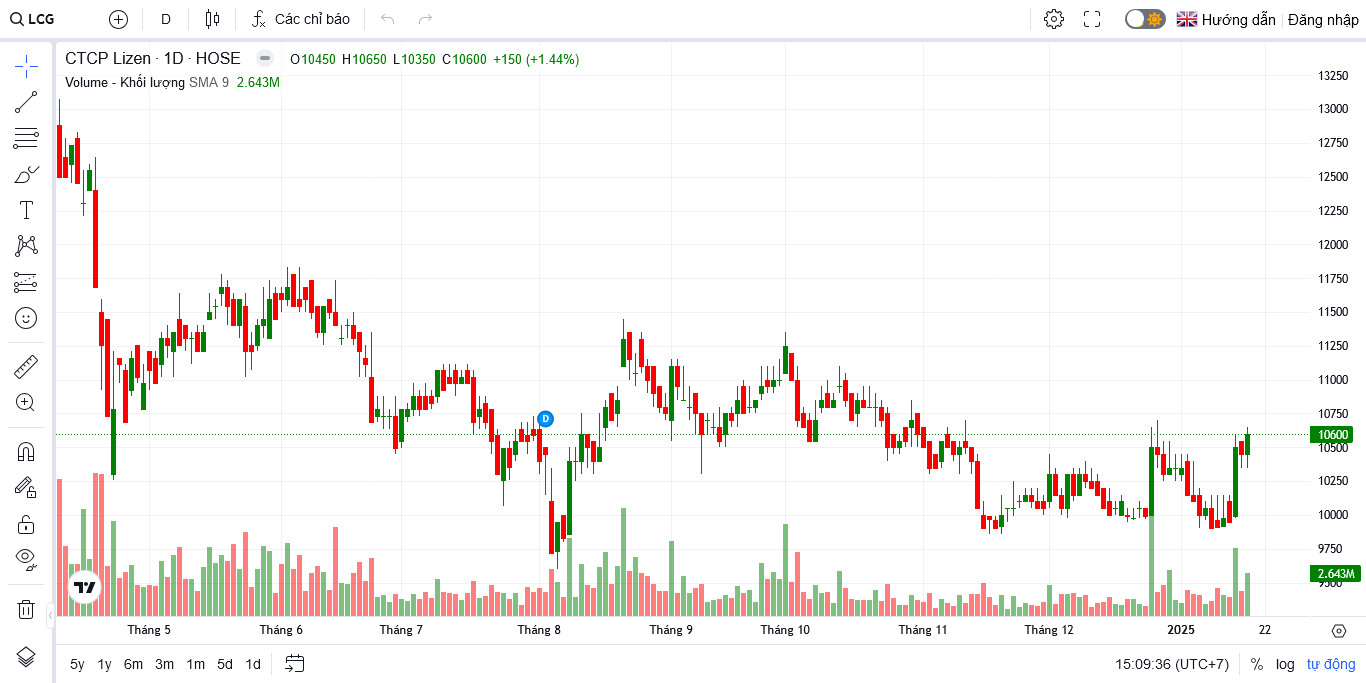 LCG D Các chỉ báo Hướng dẫn Đăng nhập
CTCP Lizen · 1D · HOSE O10450 H10650 L10350 C10600 +150 (+1.44%)
Volume - Khối lượng SMA 9 2.643M
13250
13000
12750
12500
12250
12000
11750
11500
11250
11000
10750
D
10600
10500
10250
10000
9750
2.643M
9500
Tháng 5 Tháng 6 Tháng 7 Tháng 8 Tháng 9 Tháng 10 Tháng 11 Tháng 12 2025 22
5y 1y 6m 3m 1m 5d 1d 15:09:36 (UTC+7) % log tự động